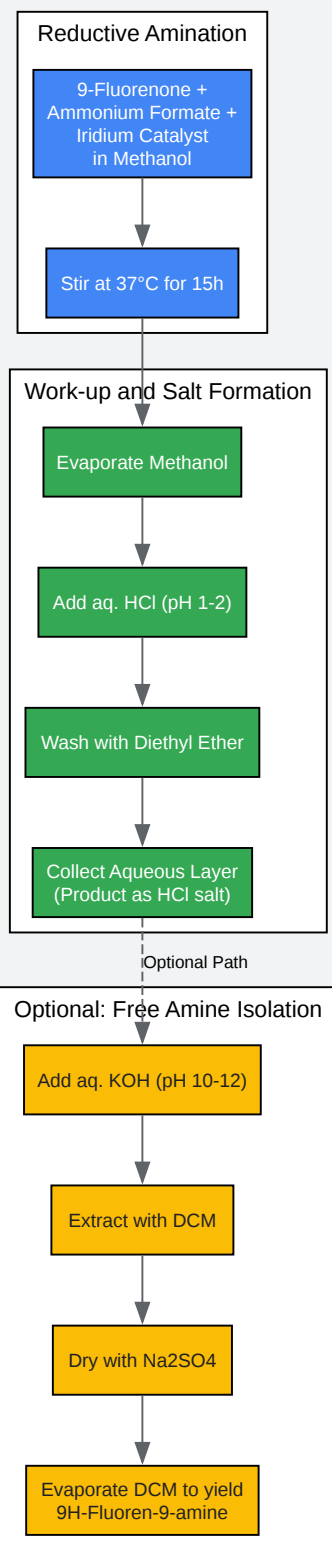 Reductive Amination
9-Fluorenone +
Ammonium Formate +
Iridium Catalyst
in Methanol
Stir at 37°C for 15h
Work-up and Salt Formation
Evaporate Methanol
Add aq. HCl (pH 1-2)
Wash with Diethyl Ether
Collect Aqueous Layer
(Product as HCl salt)
Optional Path
Optional: Free Amine Isolation
Add aq. KOH (pH 10-12)
Extract with DCM
Dry with Na2SO4
Evaporate DCM to yield
9H-Fluoren-9-amine